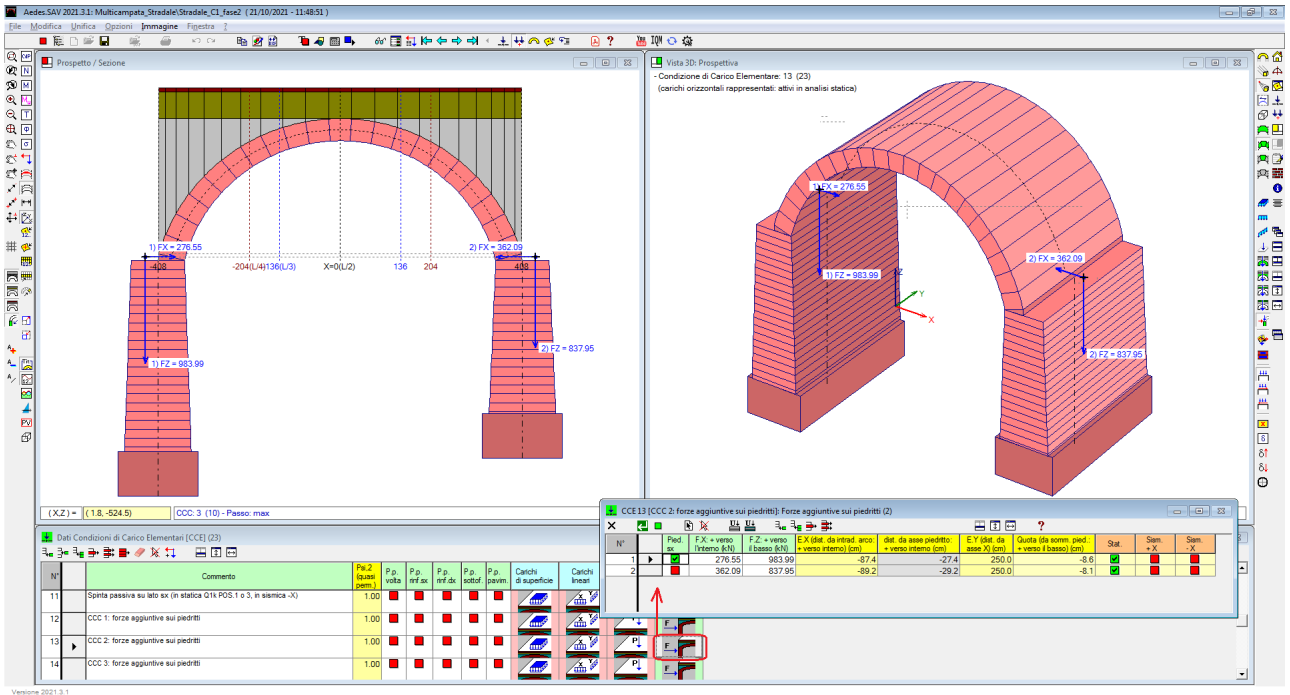 Aedes.SAV 2021.3.1: Multicampata_Stradale\Stradale_C1_fase2 ( 21/10/2021 - 11:48:51 )
File Modifica Unifica Opzioni Immagine Finestra ?
Prospetto / Sezione
1) FX = 276.55
2) FX = 362.09
-408
-204(L/4)
-136(L/3)
X=0(L/2)
136
204
408
2) FZ = 837.95
1) FZ = 983.99
(X,Z) = ( 1.8, -524.5) CCC: 3 (10) - Passo: max
Vista 3D: Prospettiva
- Condizione di Carico Elementare: 13 (23)
(carichi orizzontali rappresentati: attivi in analisi statica)
1) FX = 276.55
2) FX = 362.09
1) FZ = 983.99
Z
Y
X
2) FZ = 837.95
CCE 13 [CCC 2: forze aggiuntive sui piedritti]: Forze aggiuntive sui piedritti (2)
N° Pied. sx F.X: + verso l'interno (kN) F.Z: + verso il basso (kN) E.X (dist. da intrad. arco: + verso interno) (cm) dist. da asse piedritto: + verso interno (cm) E.Y (dist. da asse X) (cm) Quota (da somm. pied.: + verso il basso) (cm) Stat. Sism. + X Sism. - X
1 276.55 983.99 -87.4 -27.4 250.0 -8.6
2 362.09 837.95 -89.2 -29.2 250.0 -8.1
Dati Condizioni di Carico Elementari [CCE] (23)
N° Commento Psi,2 (quasi perm.) P.p. volta P.p. rinf.sx P.p. rinf.dx P.p. sottof. P.p. pavim. Carichi di superficie Carichi lineari
11 Spinta passiva su lato sx (in statica Q1k POS.1 o 3, in sismica -X) 1.00
12 CCC 1: forze aggiuntive sui piedritti 1.00
13 CCC 2: forze aggiuntive sui piedritti 1.00
14 CCC 3: forze aggiuntive sui piedritti 1.00
Versione 2021.3.1